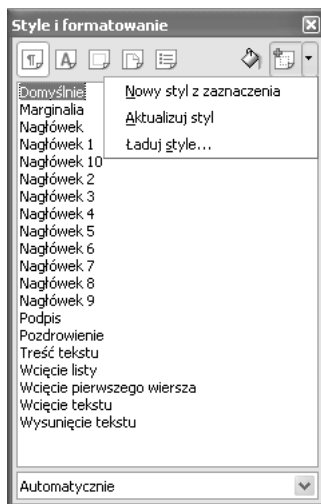 Style i formatowanie
Nowy styl z zaznaczenia
Aktualizuj styl
Ładuj style...
Domyślnie
Marginalia
Nagłówek
Nagłówek 1
Nagłówek 10
Nagłówek 2
Nagłówek 3
Nagłówek 4
Nagłówek 5
Nagłówek 6
Nagłówek 7
Nagłówek 8
Nagłówek 9
Podpis
Pozdrowienie
Treść tekstu
Wcięcie listy
Wcięcie pierwszego wiersza
Wcięcie tekstu
Wysunięcie tekstu
Automatycznie